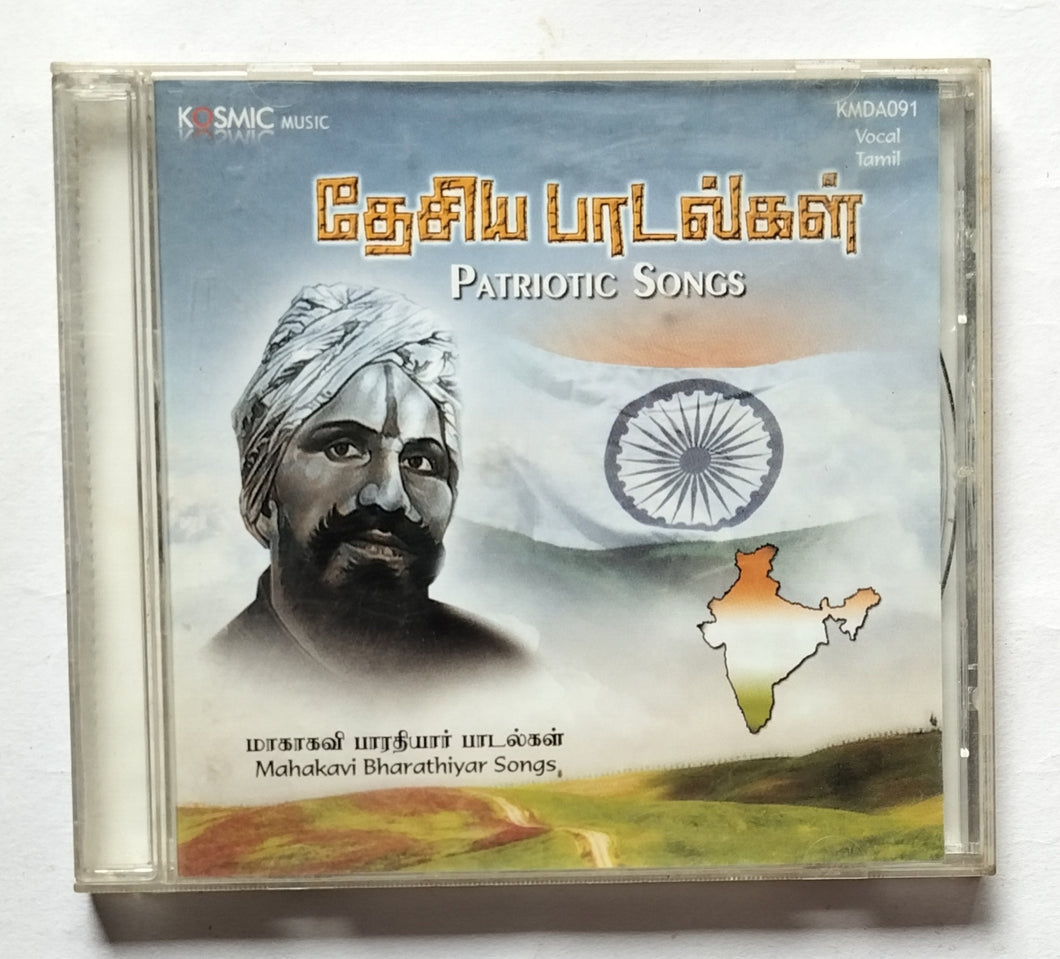 KOSMIC MUSIC
KMDA091
Vocal
Tamil
தேசிய பாடல்கள்
PATRIOTIC SONGS
மாகாகவி பாரதியார் பாடல்கள்
Mahakavi Bharathiyar Songs